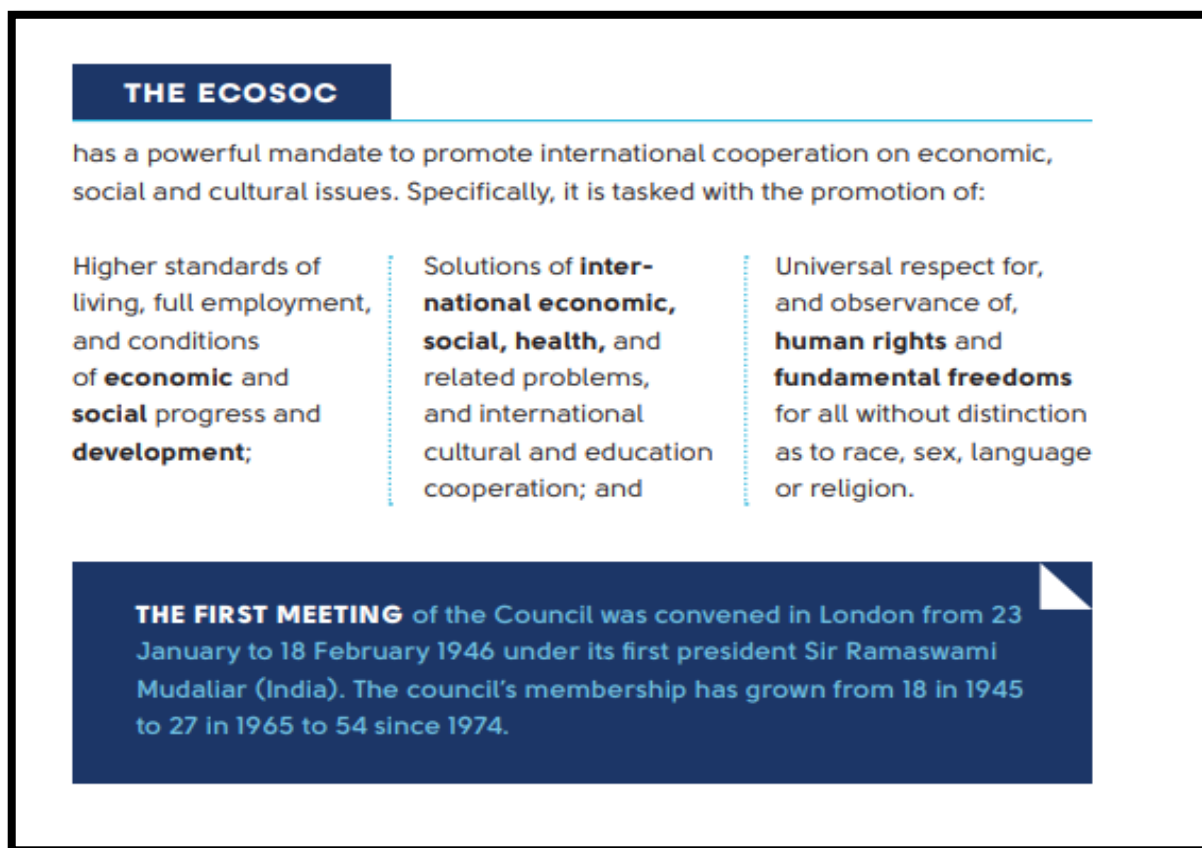 THE ECOSOC
has a powerful mandate to promote international cooperation on economic,
social and cultural issues. Specifically, it is tasked with the promotion of:
Higher standards of
living, full employment,
and conditions
of economic and
social progress and
development;
Solutions of inter-
national economic,
social, health, and
related problems,
and international
cultural and education
cooperation; and
Universal respect for,
and observance of,
human rights and
fundamental freedoms
for all without distinction
as to race, sex, language
or religion.
THE FIRST MEETING of the Council was convened in London from 23
January to 18 February 1946 under its first president Sir Ramaswami
Mudaliar (India). The council’s membership has grown from 18 in 1945
to 27 in 1965 to 54 since 1974.